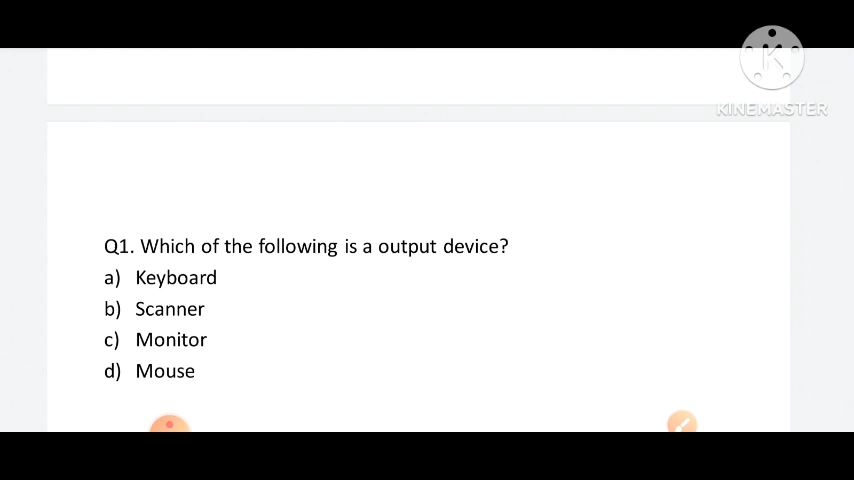 K
KINEMASTER
Q1. Which of the following is a output device?
a) Keyboard
b) Scanner
c) Monitor
d) Mouse